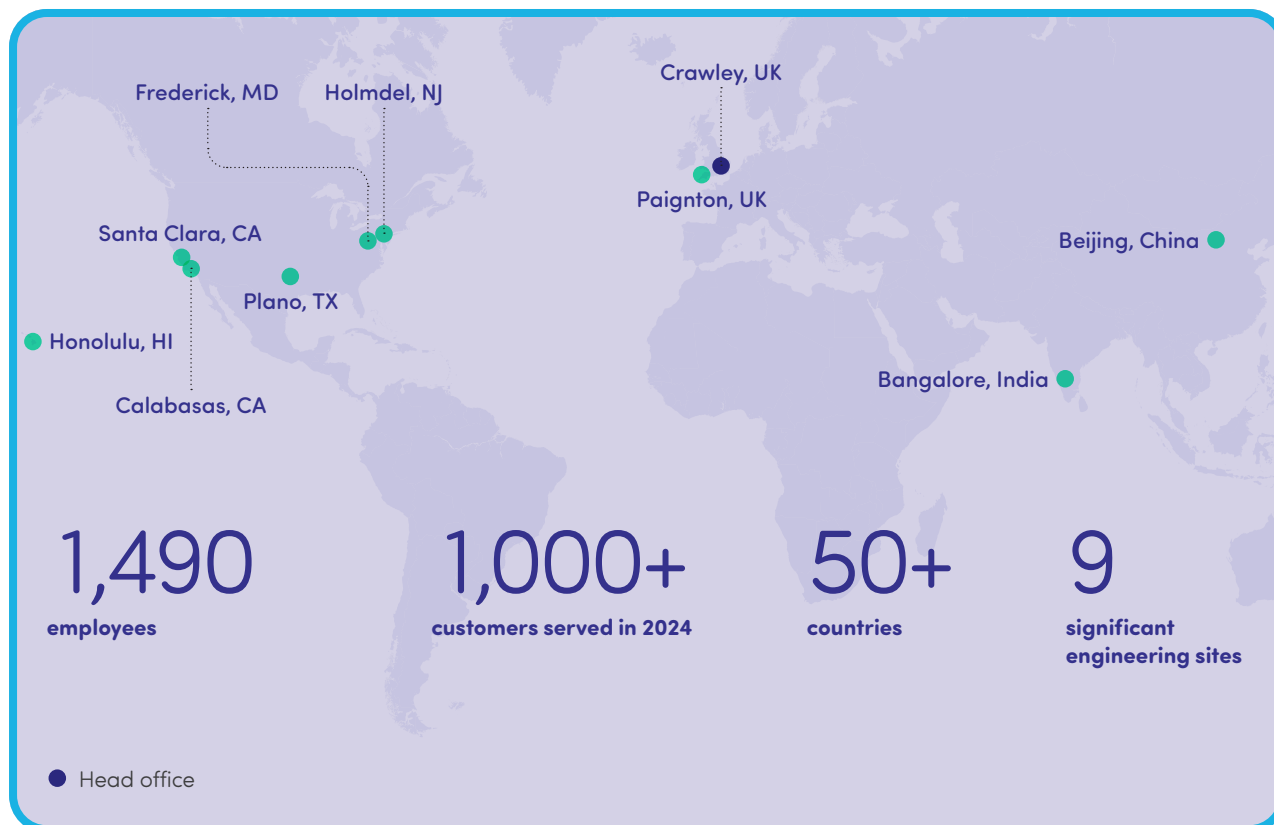 Crawley, UK
Frederick, MD
Holmdel, NJ
Paignton, UK
Santa Clara, CA
Beijing, China
Plano, TX
Honolulu, HI
Bangalore, India
Calabasas, CA
1,490
employees
1,000+
customers served in 2024
50+
countries
9
significant
engineering sites
Head office